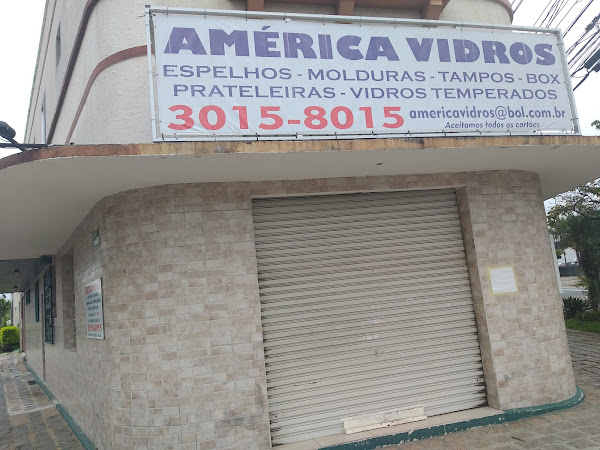 AMÉRICA VIDROS
ESPELHOS - MOLDURAS - TAMPOS - BOX
PRATELEIRAS - VIDROS TEMPERADOS
3015-8015 americavidros@bol.com.br
Aceitamos todos os cartões